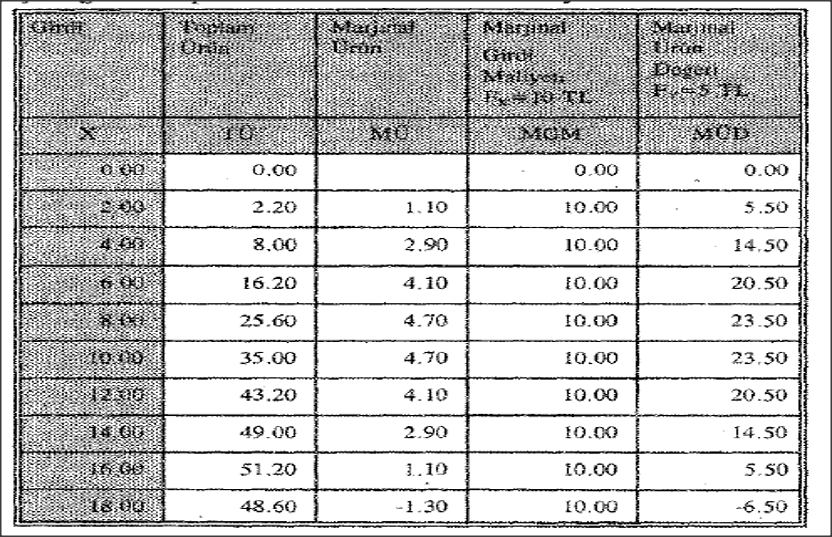 Girdi Toplam Marjinal Marjinal Marjinal
Ürün Ürün Girdi Ürün
Maliyeti Değeri
=10 TL =5 TL
X TÜ MÜ MGM MÜD
0.00 0.00 0.00 0.00
2.00 2.20 1.10 10.00 5.50
4.00 8.00 2.90 10.00 14.50
6.00 16.20 4.10 10.00 20.50
8.00 25.60 4.70 10.00 23.50
10.00 35.00 4.70 10.00 23.50
12.00 43.20 4.10 10.00 20.50
14.00 49.00 2.90 10.00 14.50
16.00 51.20 1.10 10.00 5.50
18.00 48.60 -1.30 10.00 -6.50